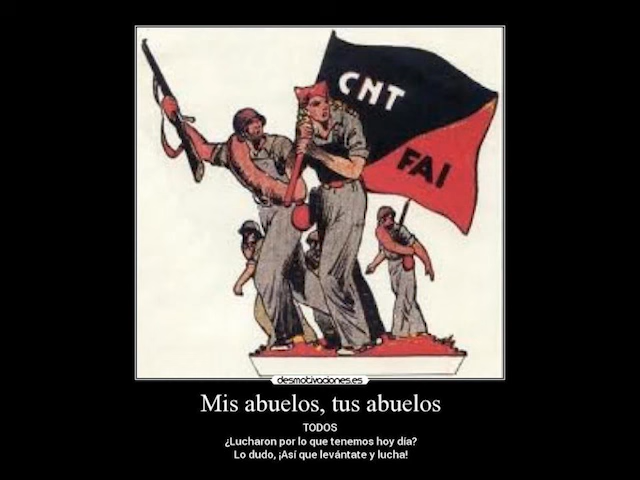 CNT
FAI
desmotivaciones.es
Mis abuelos, tus abuelos
TODOS
¿Lucharon por lo que tenemos hoy día?
Lo dudo, ¡Así que levántate y lucha!